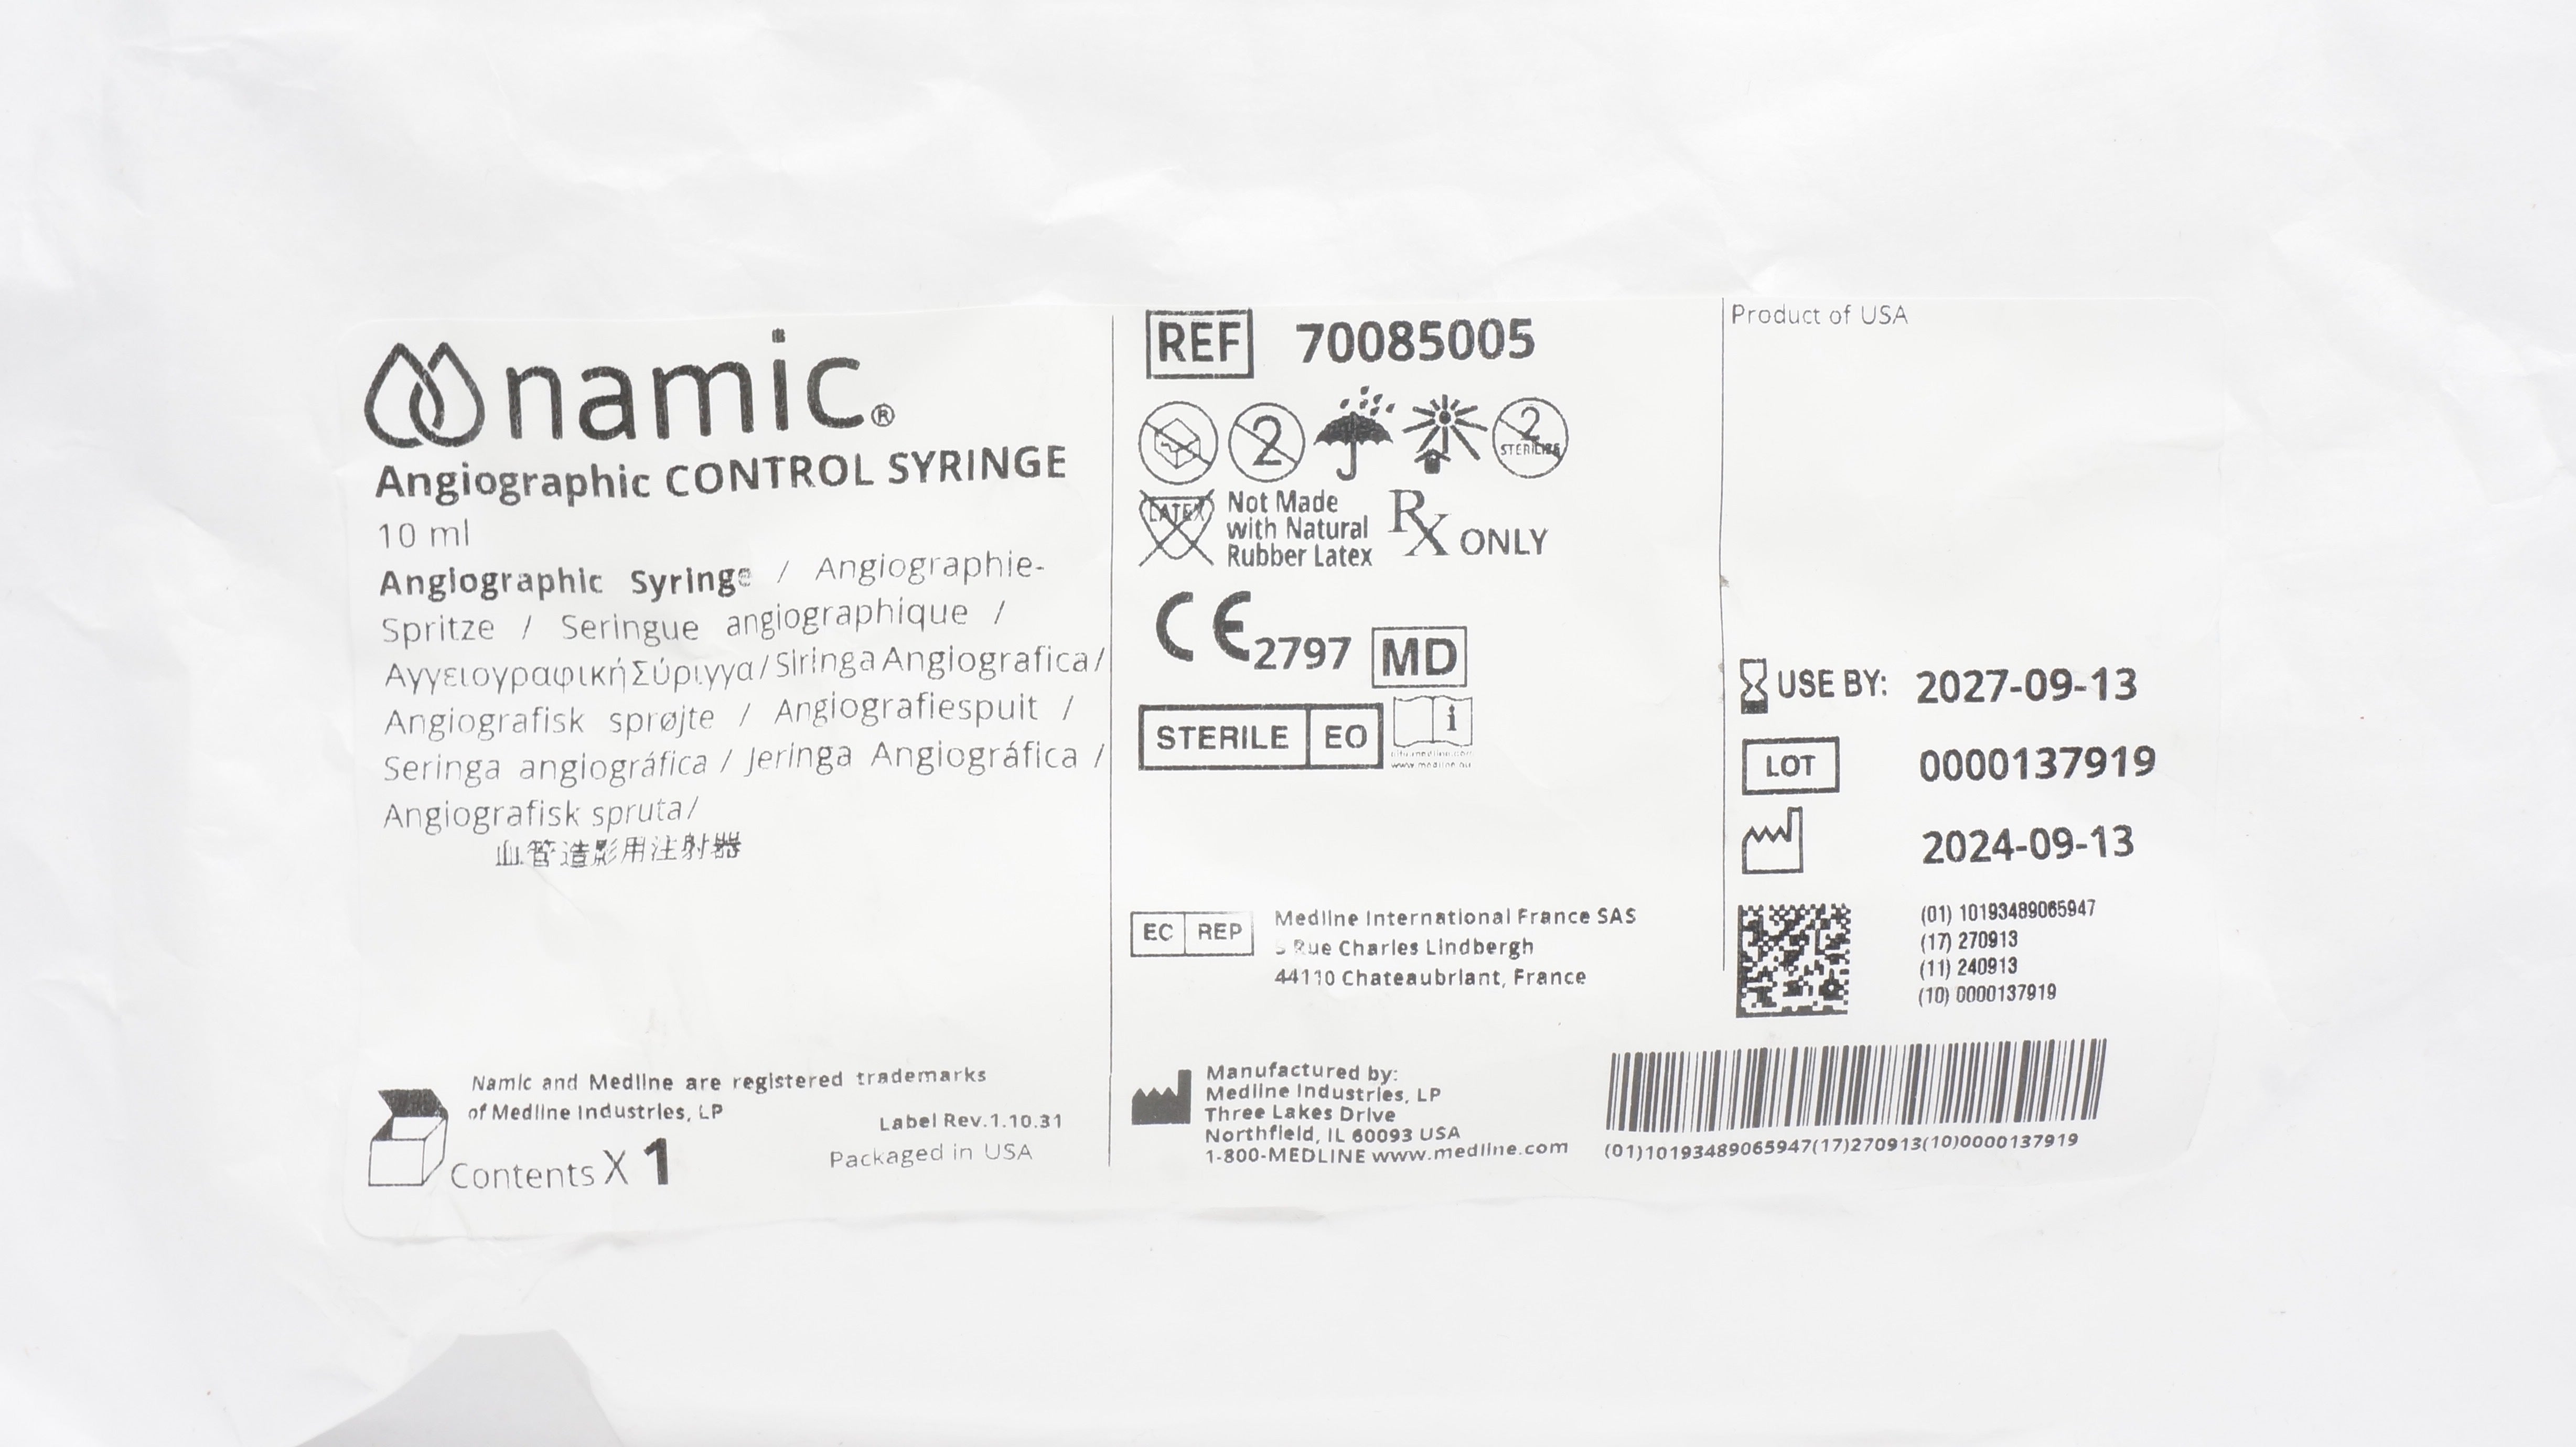 namic®
Angiographic CONTROL SYRINGE
10 ml
Angiographic Syringe / Angiographie-
Spritze / Seringue angiographique /
Αγγειογραφική Σύριγγα / Siringa Angiografica /
Angiografisk sprøjte / Angiografiespuit /
Seringa angiográfica / Jeringa Angiográfica /
Angiografisk spruta/
血管造影用注射器
Namic and Medline are registered trademarks
of Medline Industries, LP
Label Rev.1.10.31
Contents X 1
Packaged in USA
REF 70085005
2 2
STERILIZE
LATEX
Not Made
with Natural
Rubber Latex
Rx ONLY
CE 2797 MD
STERILE EO i
EC REP
Medline International France SAS
5 Rue Charles Lindbergh
44110 Chateaubriant, France
Manufactured by:
Medline Industries, LP
Three Lakes Drive
Northfield, IL 60093 USA
1-800-MEDLINE www.medline.com
Product of USA
USE BY: 2027-09-13
LOT 0000137919
2024-09-13
(01) 10193489065947
(17) 270913
(11) 240913
(10) 0000137919
(01)10193489065947(17)270913(10)0000137919